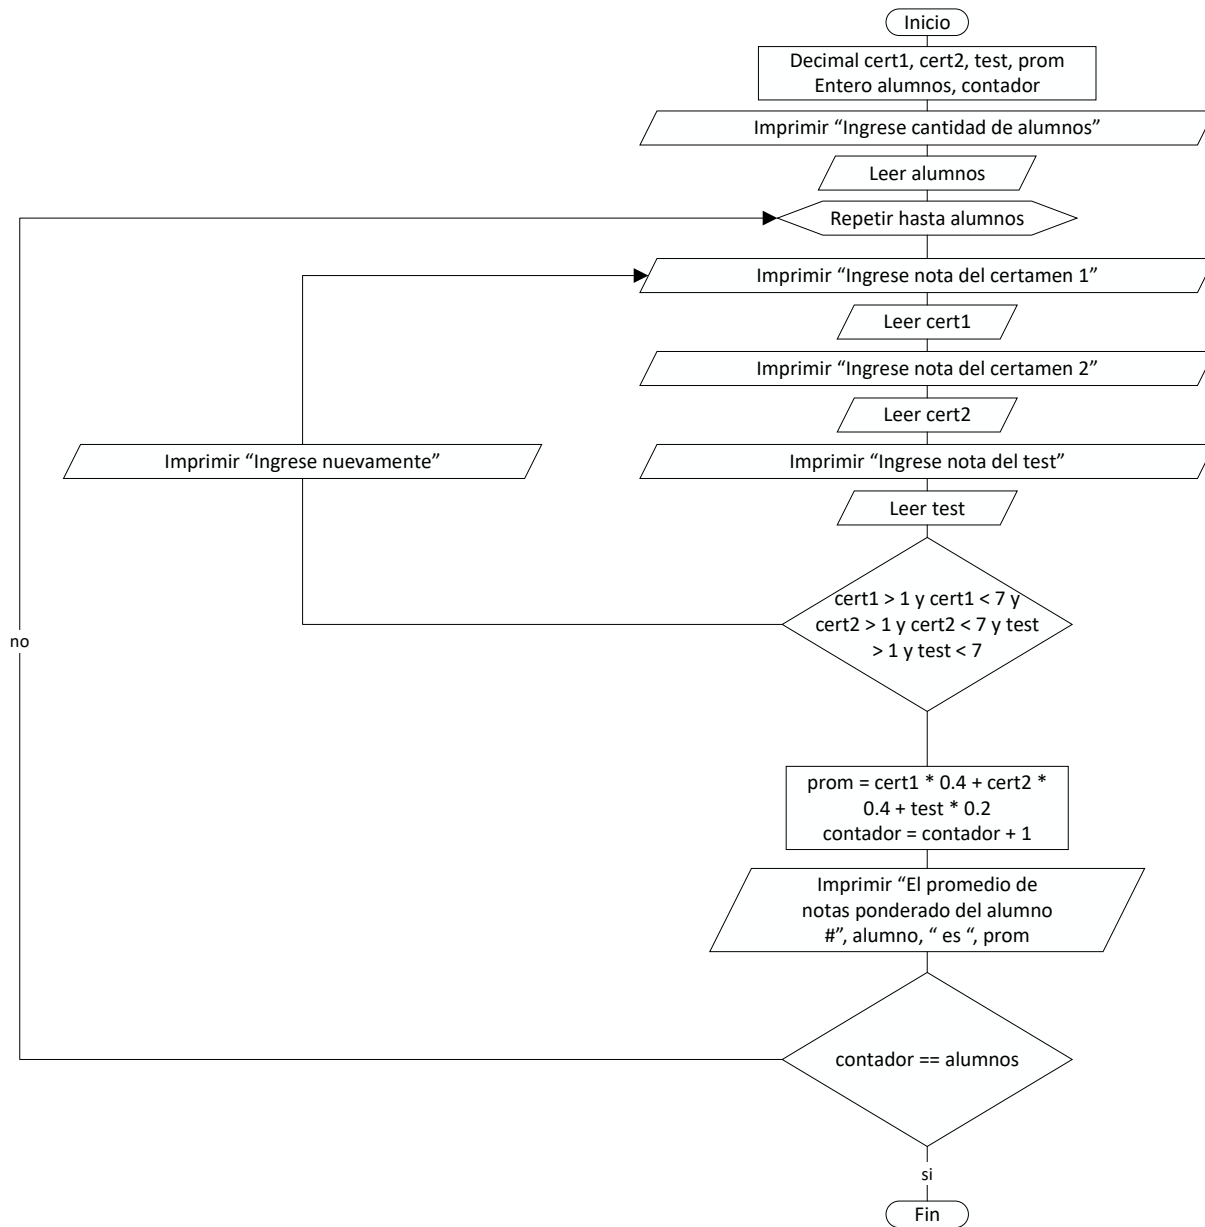 Inicio
Decimal cert1, cert2, test, prom
Entero alumnos, contador
Imprimir “Ingrese cantidad de alumnos”
Leer alumnos
Repetir hasta alumnos
Imprimir “Ingrese nota del certamen 1”
Leer cert1
Imprimir “Ingrese nota del certamen 2”
Leer cert2
Imprimir “Ingrese nuevamente”
Imprimir “Ingrese nota del test”
Leer test
cert1 > 1 y cert1 < 7 y
cert2 > 1 y cert2 < 7 y test
> 1 y test < 7
no
prom = cert1 * 0.4 + cert2 *
0.4 + test * 0.2
contador = contador + 1
Imprimir “El promedio de
notas ponderado del alumno
#”, alumno, “ es “, prom
contador == alumnos
si
Fin